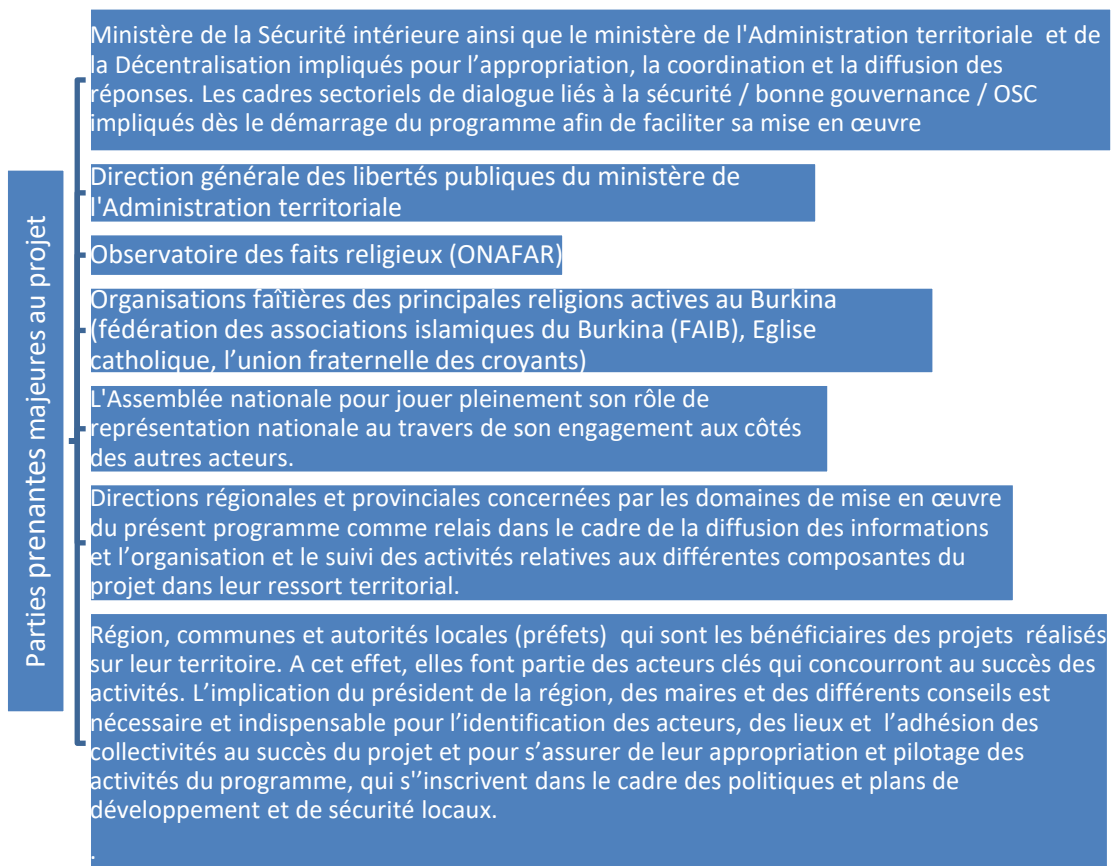 Parties prenantes majeures au projet
Ministère de la Sécurité intérieure ainsi que le ministère de l'Administration territoriale et de
la Décentralisation impliqués pour l’appropriation, la coordination et la diffusion des
réponses. Les cadres sectoriels de dialogue liés à la sécurité / bonne gouvernance / OSC
impliqués dès le démarrage du programme afin de faciliter sa mise en œuvre
Direction générale des libertés publiques du ministère de
l'Administration territoriale
Observatoire des faits religieux (ONAFAR)
Organisations faîtières des principales religions actives au Burkina
(fédération des associations islamiques du Burkina (FAIB), Eglise
catholique, l’union fraternelle des croyants)
L'Assemblée nationale pour jouer pleinement son rôle de
représentation nationale au travers de son engagement aux côtés
des autres acteurs.
Directions régionales et provinciales concernées par les domaines de mise en œuvre
du présent programme comme relais dans le cadre de la diffusion des informations
et l’organisation et le suivi des activités relatives aux différentes composantes du
projet dans leur ressort territorial.
Région, communes et autorités locales (préfets) qui sont les bénéficiaires des projets réalisés
sur leur territoire. A cet effet, elles font partie des acteurs clés qui concourront au succès des
activités. L’implication du président de la région, des maires et des différents conseils est
nécessaire et indispensable pour l’identification des acteurs, des lieux et l’adhésion des
collectivités au succès du projet et pour s’assurer de leur appropriation et pilotage des
activités du programme, qui s'’inscrivent dans le cadre des politiques et plans de
développement et de sécurité locaux.
.